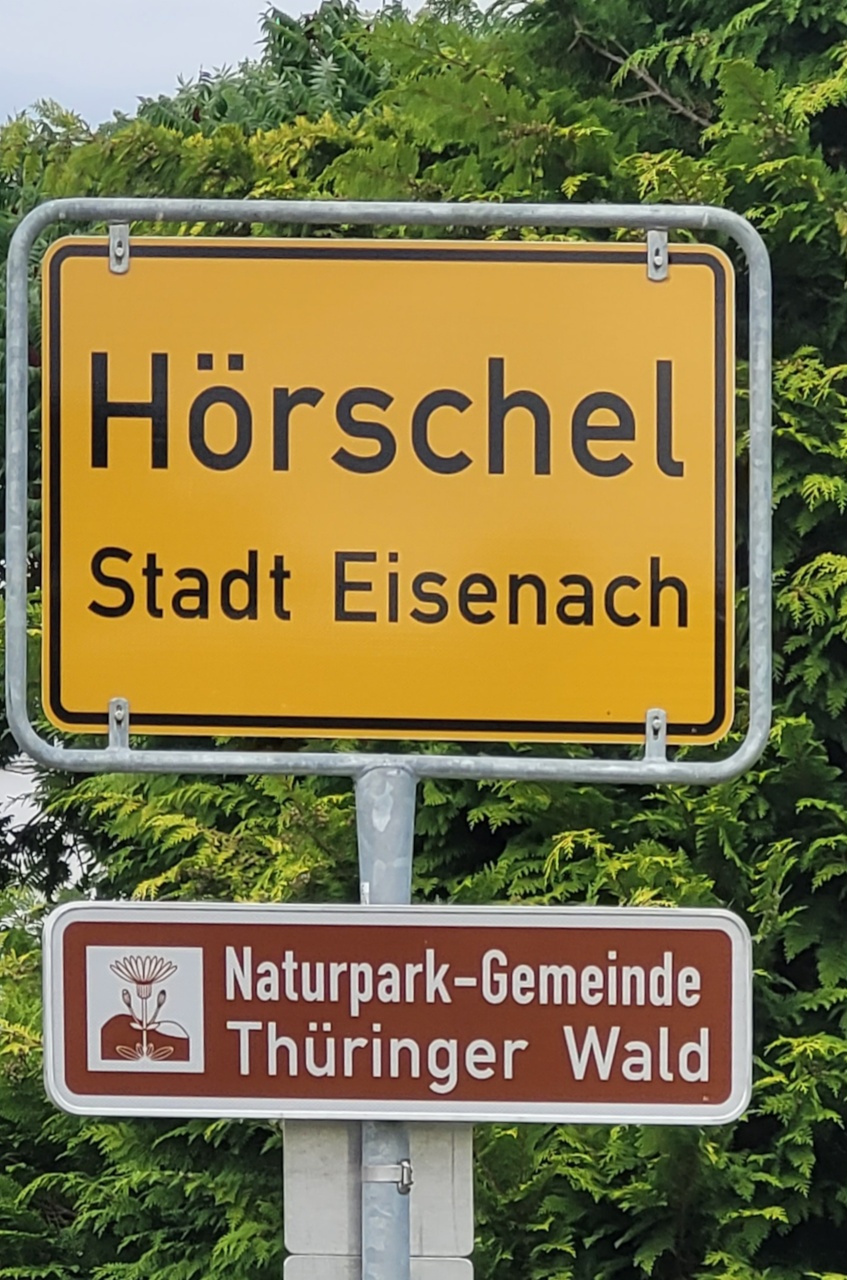 Hörschel
Stadt Eisenach
Naturpark-Gemeinde
Thüringer Wald